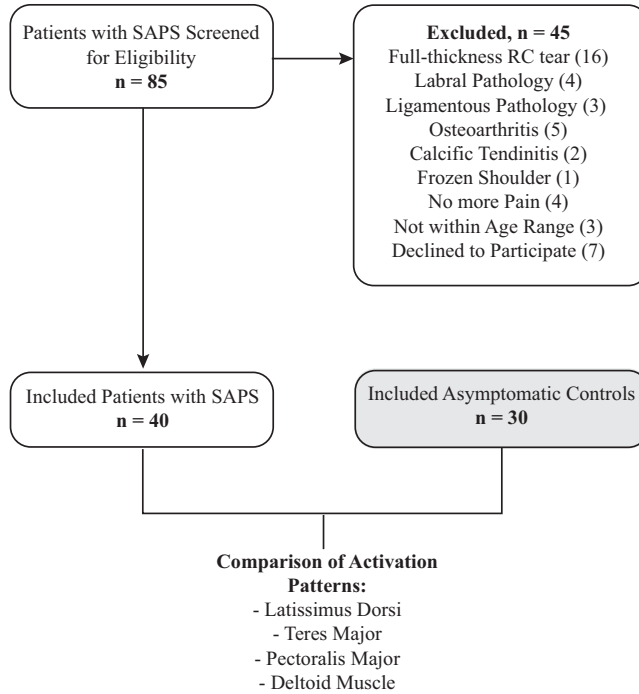 Patients with SAPS Screened
for Eligibility
n = 85
Excluded, n = 45
Full-thickness RC tear (16)
Labral Pathology (4)
Ligamentous Pathology (3)
Osteoarthritis (5)
Calcific Tendinitis (2)
Frozen Shoulder (1)
No more Pain (4)
Not within Age Range (3)
Declined to Participate (7)
Included Patients with SAPS
n = 40
Included Asymptomatic Controls
n = 30
Comparison of Activation
Patterns:
- Latissimus Dorsi
- Teres Major
- Pectoralis Major
- Deltoid Muscle